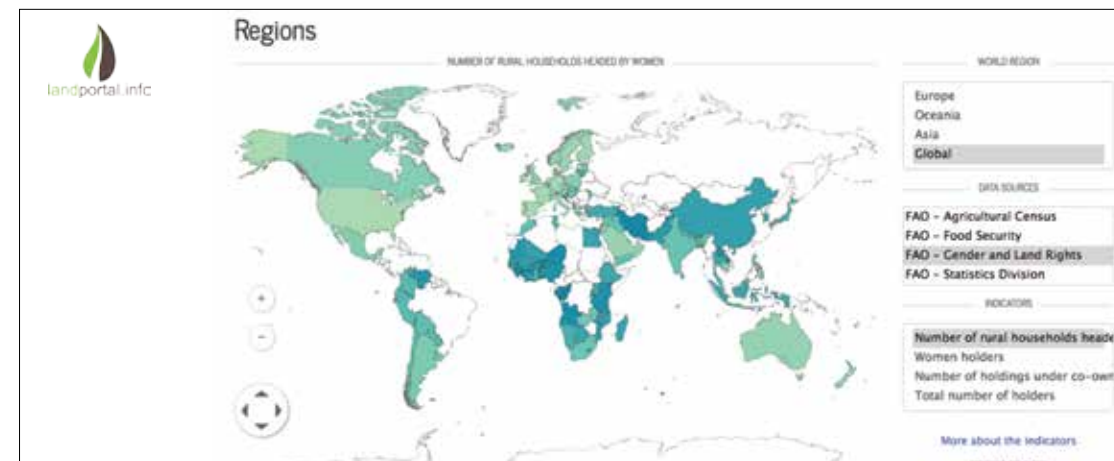 landportal.info
Regions
NUMBER OF RURAL HOUSEHOLDS HEADED BY WOMEN
WORLD REGION
Europe
Oceania
Asia
Global
DATA SOURCES
FAO - Agricultural Census
FAO - Food Security
FAO - Gender and Land Rights
FAO - Statistics Division
INDICATORS
Number of rural households heade
Women holders
Number of holdings under co-own
Total number of holders
More about the indicators